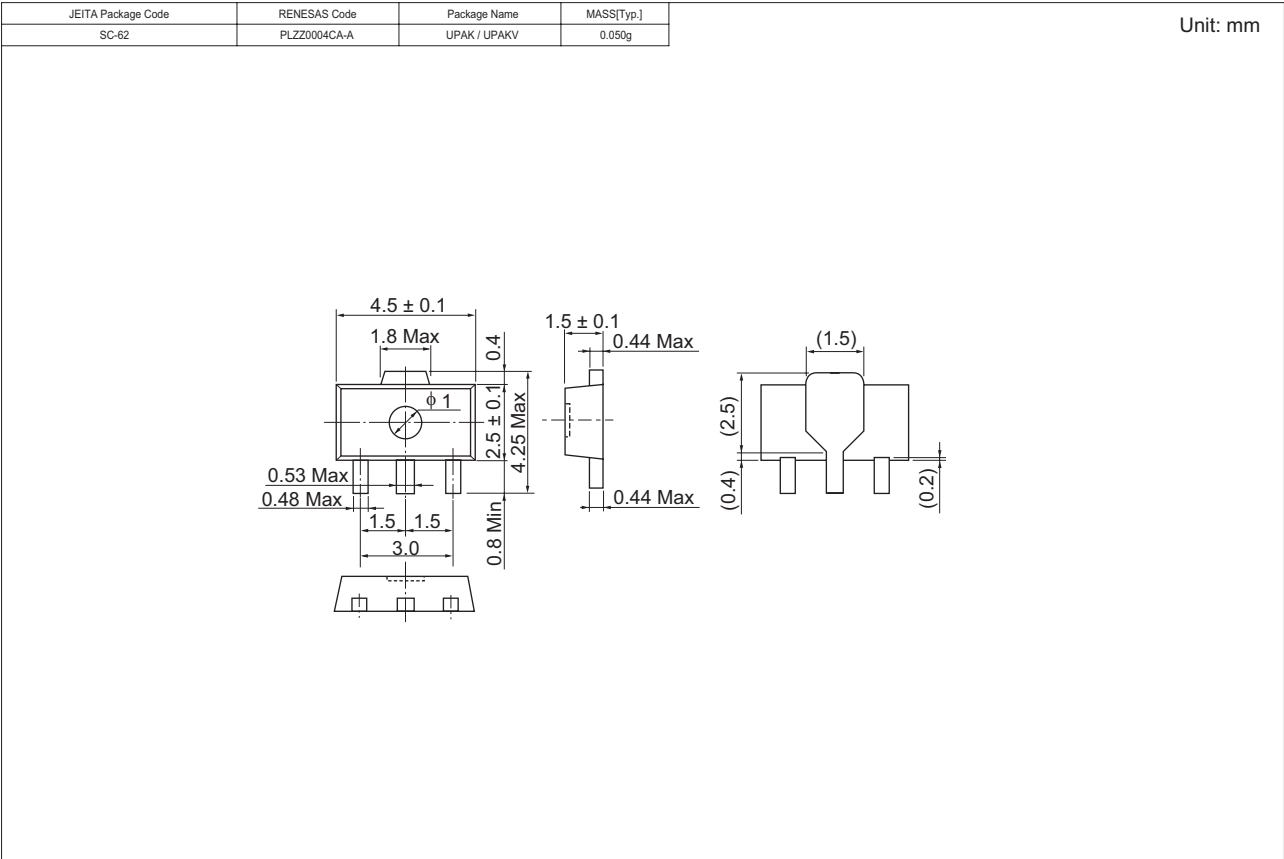 JEITA Package Code RENESAS Code Package Name MASS[Typ.]
SC-62 PLZZ0004CA-A UPAK / UPAKV 0.050g
Unit: mm
4.5 ± 0.1
1.8 Max
0.4
ϕ 1
2.5 ± 0.1
4.25 Max
0.53 Max
0.48 Max
1.5 1.5
3.0
0.8 Min
1.5 ± 0.1
0.44 Max
0.44 Max
(1.5)
(2.5)
(0.4)
(0.2)